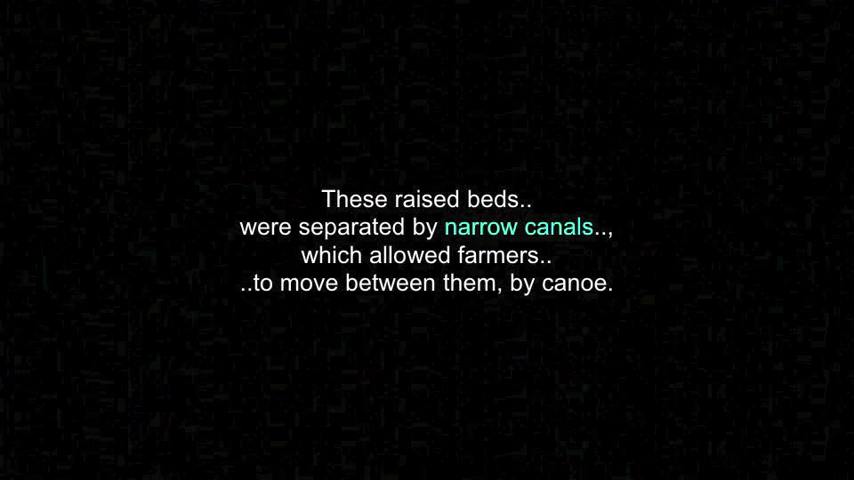 These raised beds..
were separated by narrow canals..,
which allowed farmers..
..to move between them, by canoe.